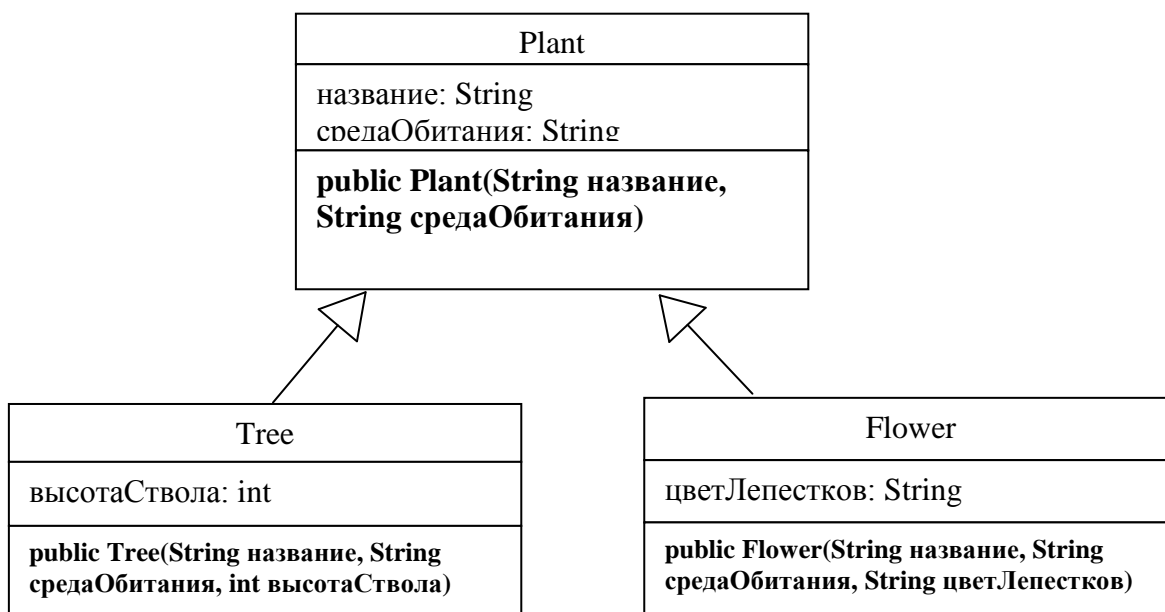 Plant
название: String
средаОбитания: String
public Plant(String название,
String средаОбитания)
Tree
высотаСтвола: int
public Tree(String название, String
средаОбитания, int высотаСтвола)
Flower
цветЛепестков: String
public Flower(String название, String
средаОбитания, String цветЛепестков)